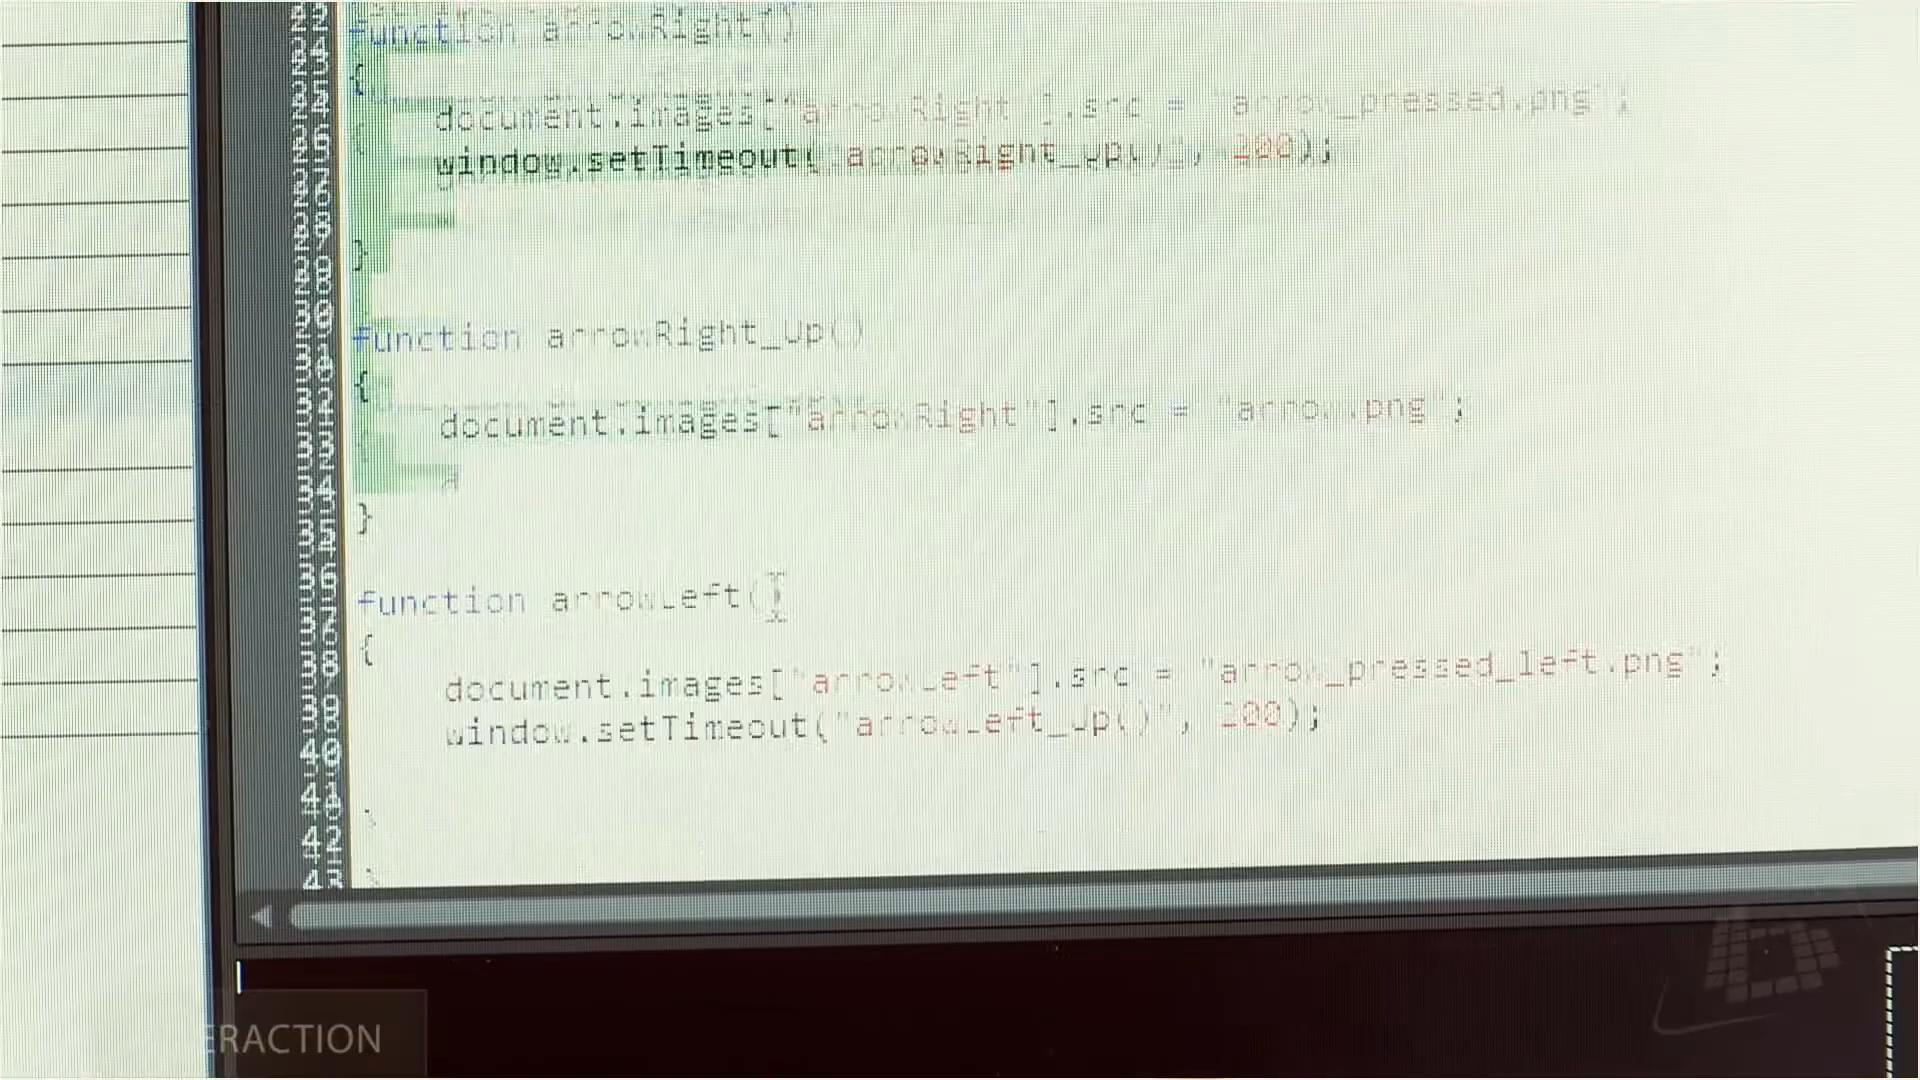 function arrowRight()
{
document.images["arrowRight"].src = "arrow_pressed.png";
window.setTimeout("arrowRight_Up()", 200);
}
function arrowRight_Up()
{
document.images["arrowRight"].src = "arrow.png";
}
function arrowLeft()
{
document.images["arrowLeft"].src = "arrow_pressed_left.png";
window.setTimeout("arrowLeft_Up()", 200);
}
ERACTION